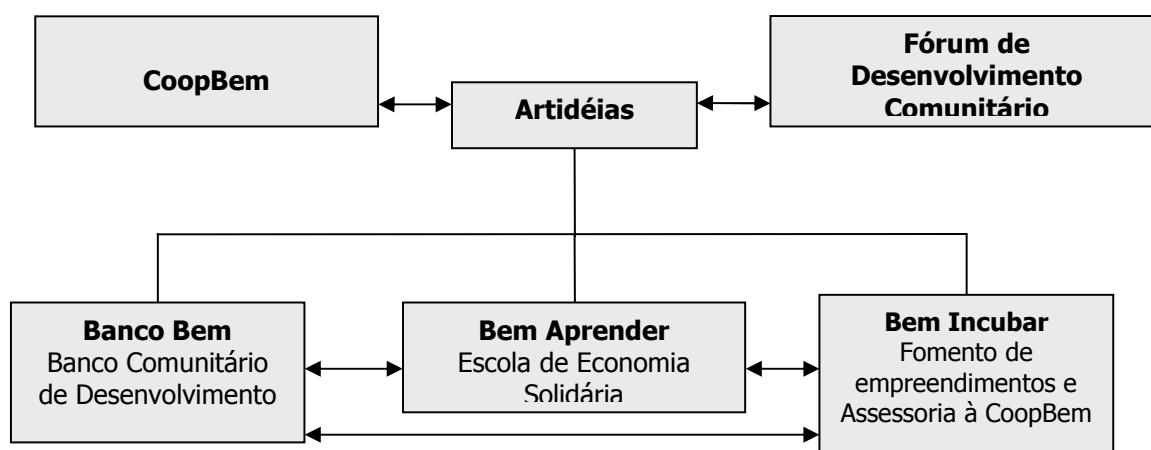 CoopBem
Artidéias
Fórum de
Desenvolvimento
Comunitário
Banco Bem
Banco Comunitário
de Desenvolvimento
Bem Aprender
Escola de Economia
Solidária
Bem Incubar
Fomento de
empreendimentos e
Assessoria à CoopBem